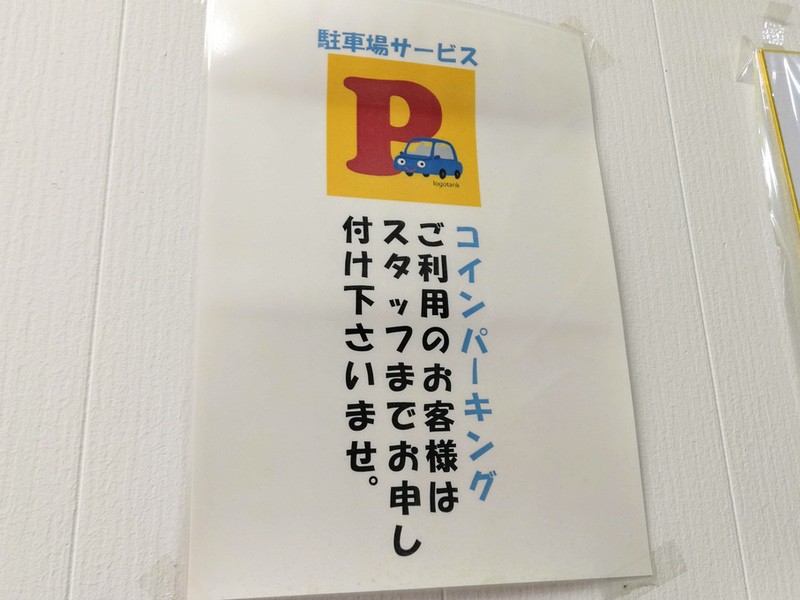 駐車場サービス
P
logotank
コインパーキング
ご利用のお客様は
スタッフまでお申し
付け下さいませ。